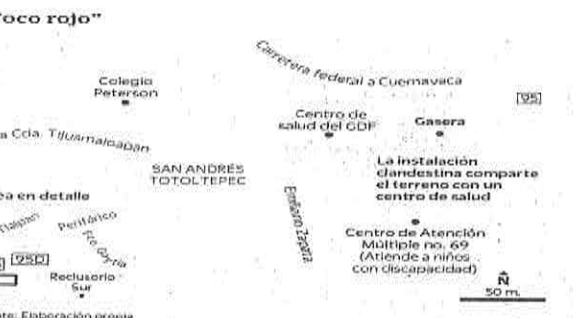 oco rojo"
Carretera federal a Cuernavaca
95
Colegio
Peterson
Centro de
salud del GDF
Gasera
a Cda. Tijuamaloapan
SAN ANDRÉS
TOTOLTEPEC
La instalación
clandestina comparte
el terreno con un
centro de salud
Emiliano Zapata
ea en detalle
Tlalpan
Periférico
95D
Reclusorio
Sur
Centro de Atención
Múltiple no. 69
(Atiende a niños
con discapacidad)
N
50 m.
nte: Elaboración propia